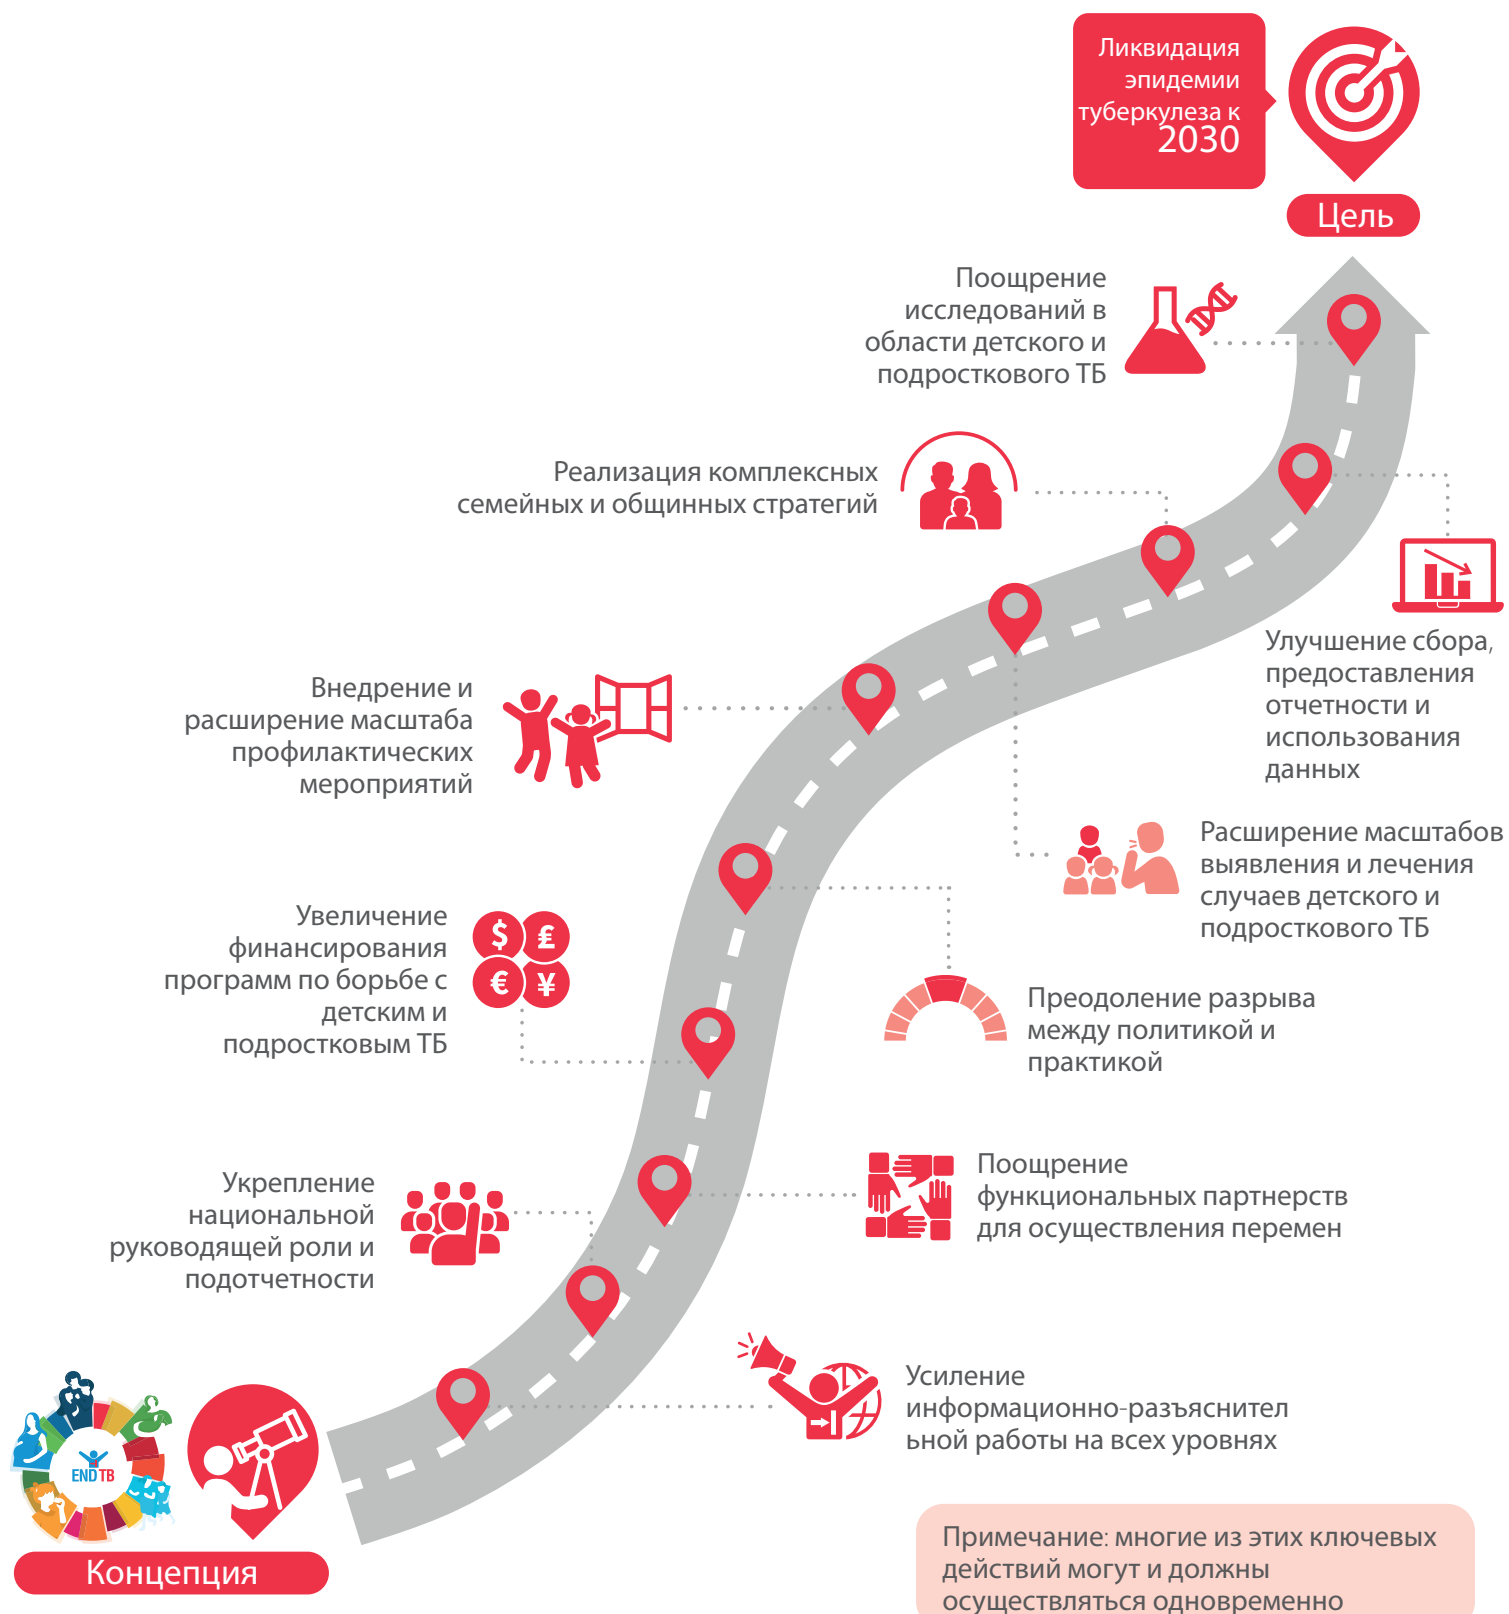 Ликвидация
эпидемии
туберкулеза к
2030
Цель
Поощрение
исследований в
области детского и
подросткового ТБ
Реализация комплексных
семейных и общинных стратегий
Улучшение сбора,
предоставления
отчетности и
использования
данных
Внедрение и
расширение масштаба
профилактических
мероприятий
Расширение масштабов
выявления и лечения
случаев детского и
подросткового ТБ
Увеличение
финансирования
программ по борьбе с
детским и
подростковым ТБ
$ £
€ ¥
Преодоление разрыва
между политикой и
практикой
Поощрение
функциональных партнерств
для осуществления перемен
Укрепление
национальной
руководящей роли и
подотчетности
Усиление
информационно-разъяснител
ьной работы на всех уровнях
END TB
Концепция
Примечание: многие из этих ключевых
действий могут и должны
осуществляться одновременно